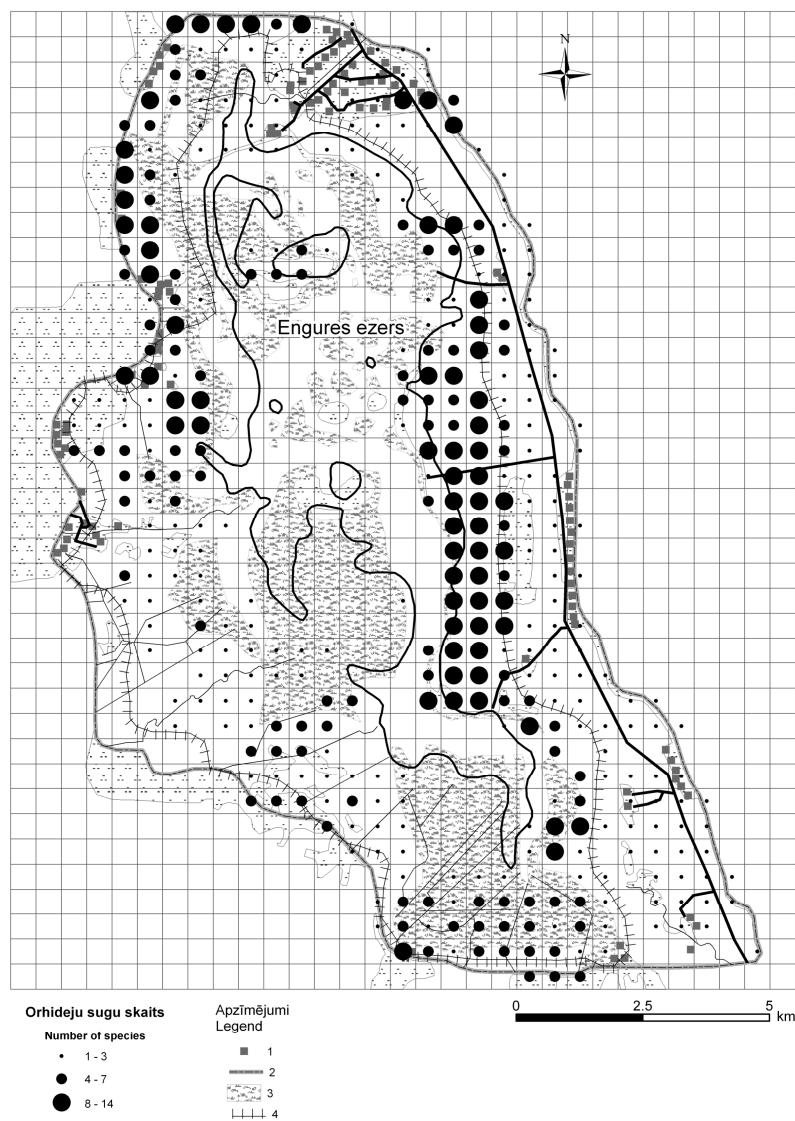 N
Engures ezers
Orhideju sugu skaits
Number of species
1 - 3
4 - 7
8 - 14
Apzīmējumi
Legend
1
2
3
4
0 2.5 5
km